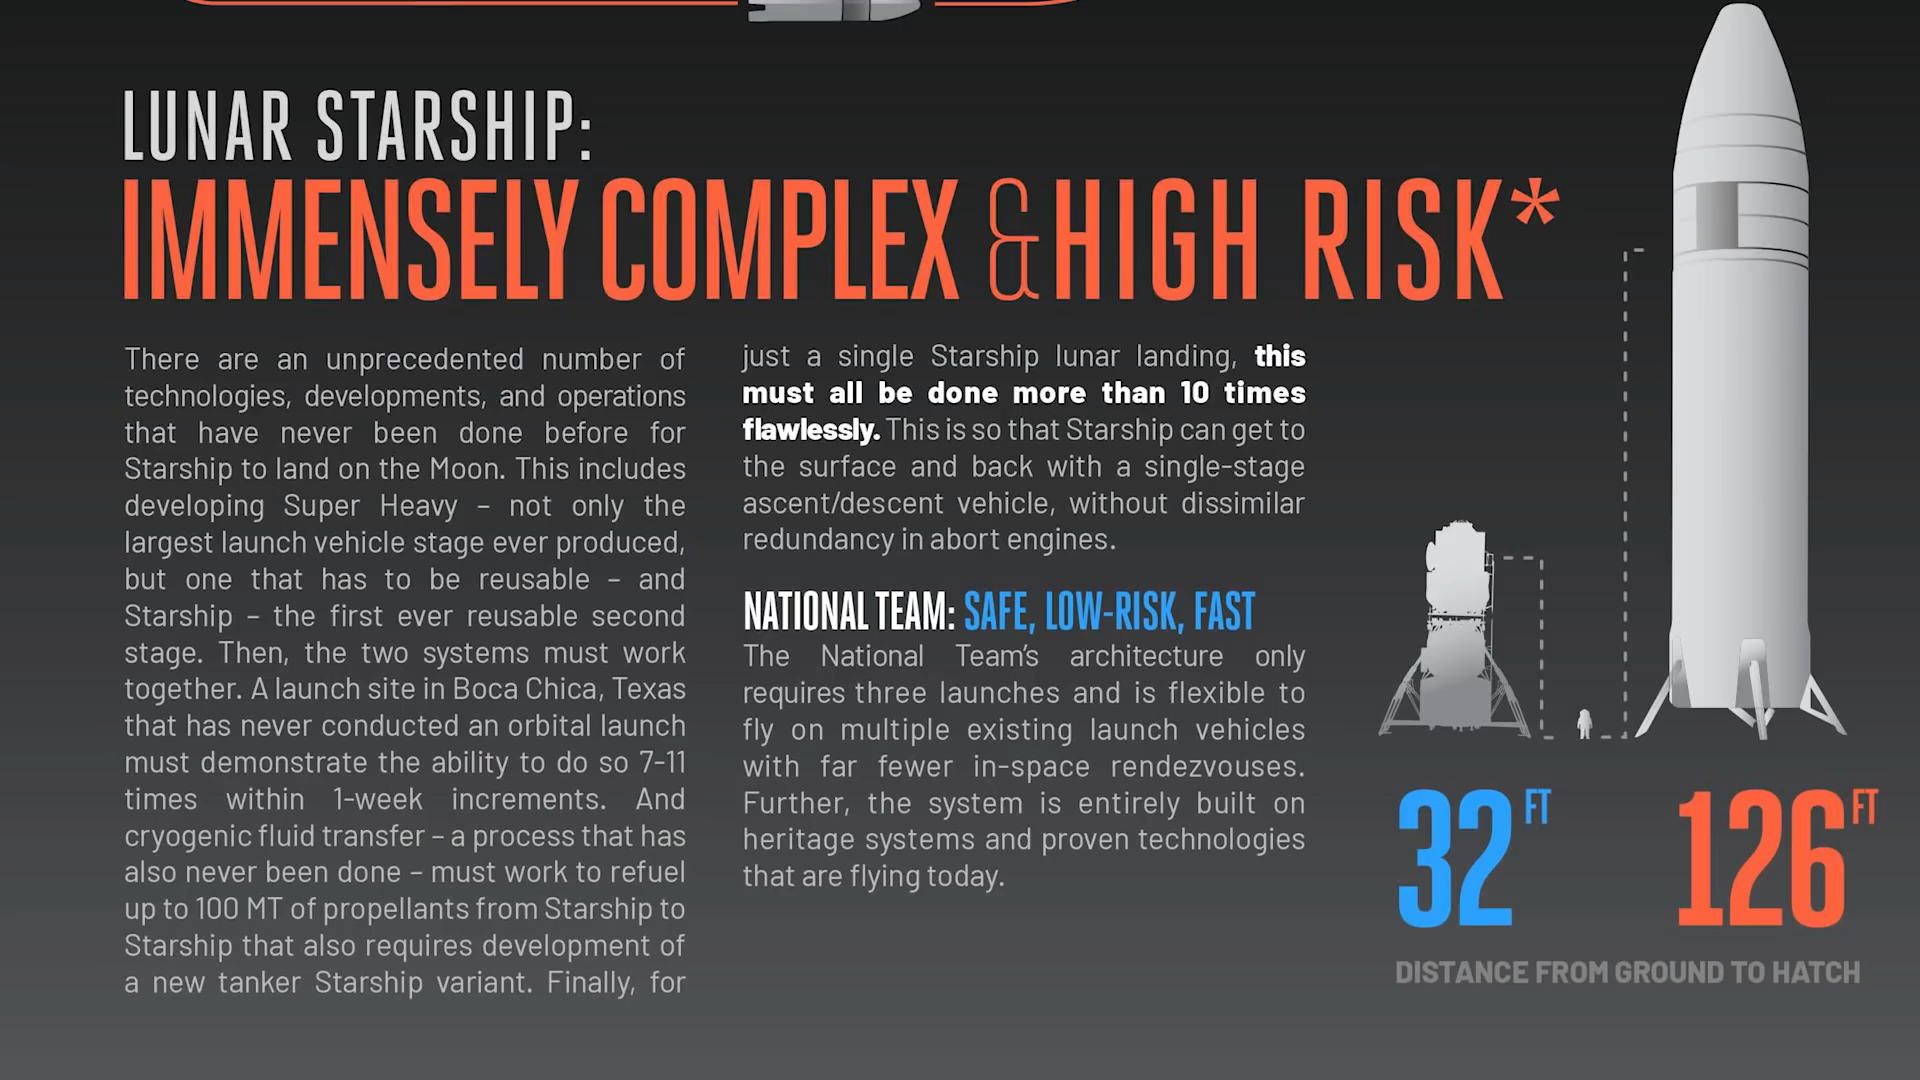 LUNAR STARSHIP:
IMMENSELY COMPLEX & HIGH RISK*
There are an unprecedented number of
technologies, developments, and operations
that have never been done before for
Starship to land on the Moon. This includes
developing Super Heavy – not only the
largest launch vehicle stage ever produced,
but one that has to be reusable – and
Starship – the first ever reusable second
stage. Then, the two systems must work
together. A launch site in Boca Chica, Texas
that has never conducted an orbital launch
must demonstrate the ability to do so 7-11
times within 1-week increments. And
cryogenic fluid transfer – a process that has
also never been done – must work to refuel
up to 100 MT of propellants from Starship to
Starship that also requires development of
a new tanker Starship variant. Finally, for
just a single Starship lunar landing, this
must all be done more than 10 times
flawlessly. This is so that Starship can get to
the surface and back with a single-stage
ascent/descent vehicle, without dissimilar
redundancy in abort engines.
NATIONAL TEAM: SAFE, LOW-RISK, FAST
The National Team's architecture only
requires three launches and is flexible to
fly on multiple existing launch vehicles
with far fewer in-space rendezvouses.
Further, the system is entirely built on
heritage systems and proven technologies
that are flying today.
32 FT
126 FT
DISTANCE FROM GROUND TO HATCH